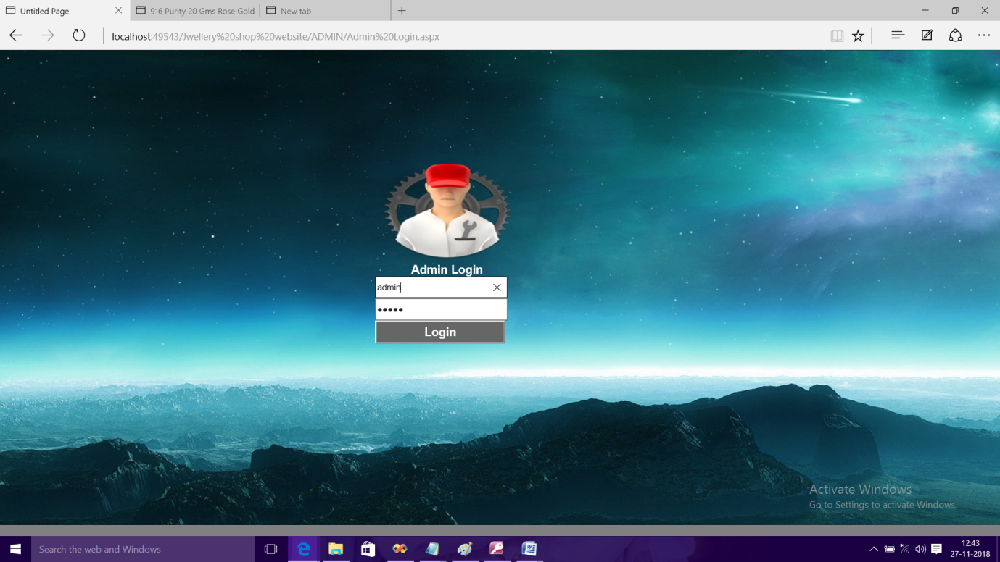 Untitled Page
916 Purity 20 Gms Rose Gold
New tab
localhost:49543/Jwellery%20shop%20website/ADMIN/Admin%20Login.aspx
Admin Login
admin
•••••
Login
Activate Windows
Go to Settings to activate Windows.
Search the web and Windows
12:43
27-11-2018